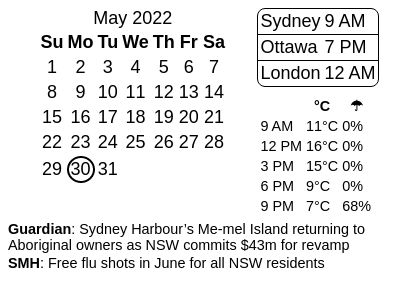 May 2022
Su Mo Tu We Th Fr Sa
1 2 3 4 5 6 7
8 9 10 11 12 13 14
15 16 17 18 19 20 21
22 23 24 25 26 27 28
29 30 31
Sydney 9 AM
Ottawa 7 PM
London 12 AM
°C ☂
9 AM 11°C 0%
12 PM 16°C 0%
3 PM 15°C 0%
6 PM 9°C 0%
9 PM 7°C 68%
Guardian: Sydney Harbour’s Me-mel Island returning to
Aboriginal owners as NSW commits $43m for revamp
SMH: Free flu shots in June for all NSW residents